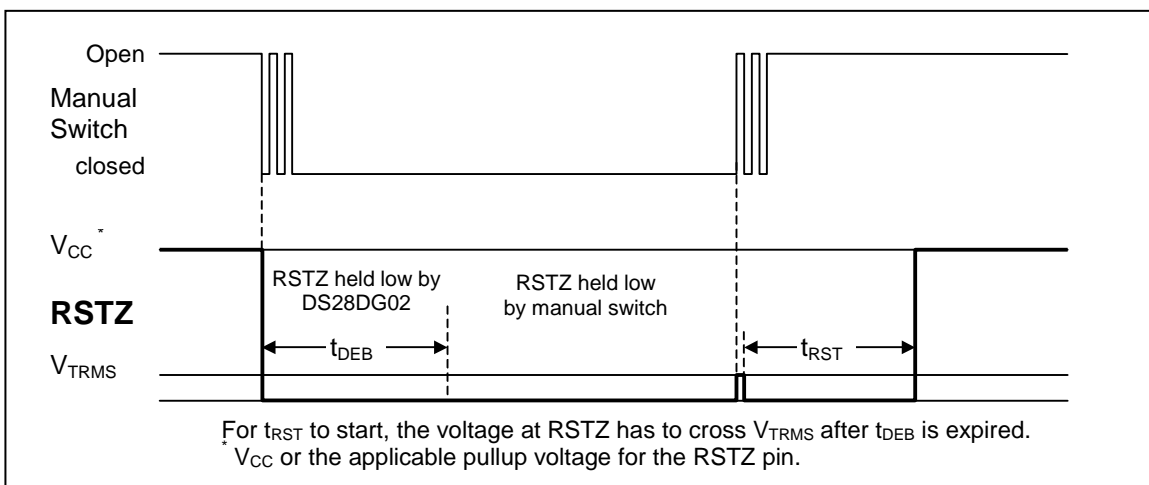 Open
Manual
Switch
closed
VCC *
RSTZ held low by
DS28DG02
RSTZ held low
by manual switch
RSTZ
tDEB
tRST
VTRMS
For tRST to start, the voltage at RSTZ has to cross VTRMS after tDEB is expired.
* VCC or the applicable pullup voltage for the RSTZ pin.